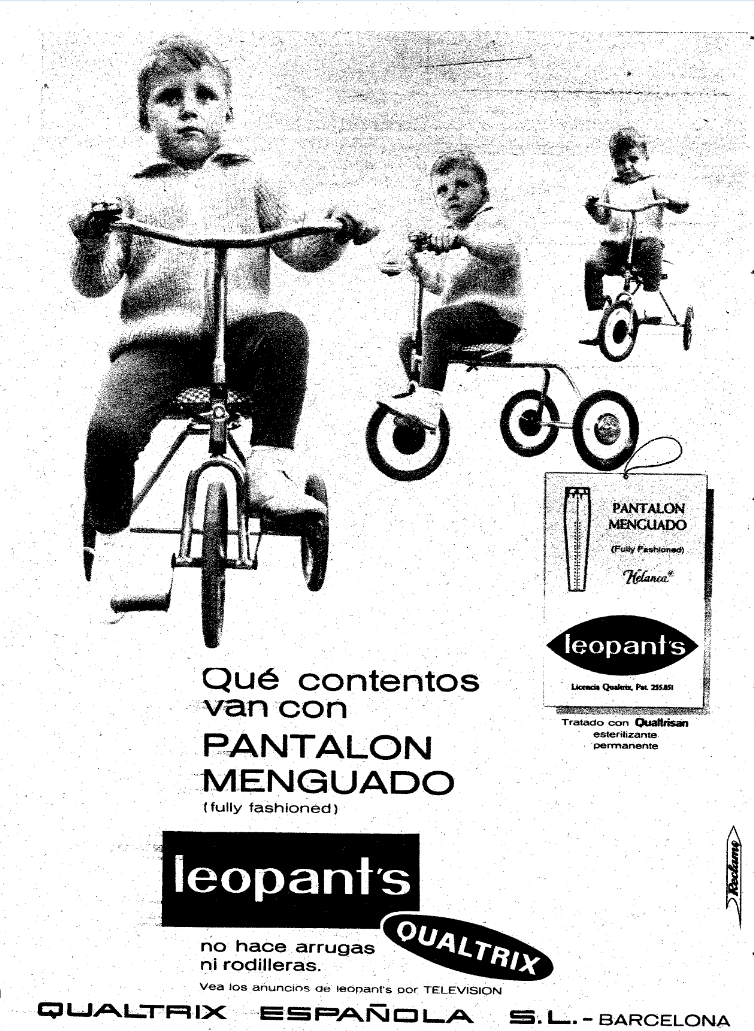 PANTALON
MENGUADO
(Fully Fashioned)
Helanca
leopant's
Licencia Qualtrix, Pat. 255.851
Tratado con Qualtrisan
esterilizante
permanente
Qué contentos
van con
PANTALON
MENGUADO
(fully fashioned)
leopant's
QUALTRIX
no hace arrugas
ni rodilleras.
Vea los anuncios de leopant's por TELEVISION
Reclamo
QUALTRIX ESPAÑOLA S.L.-BARCELONA